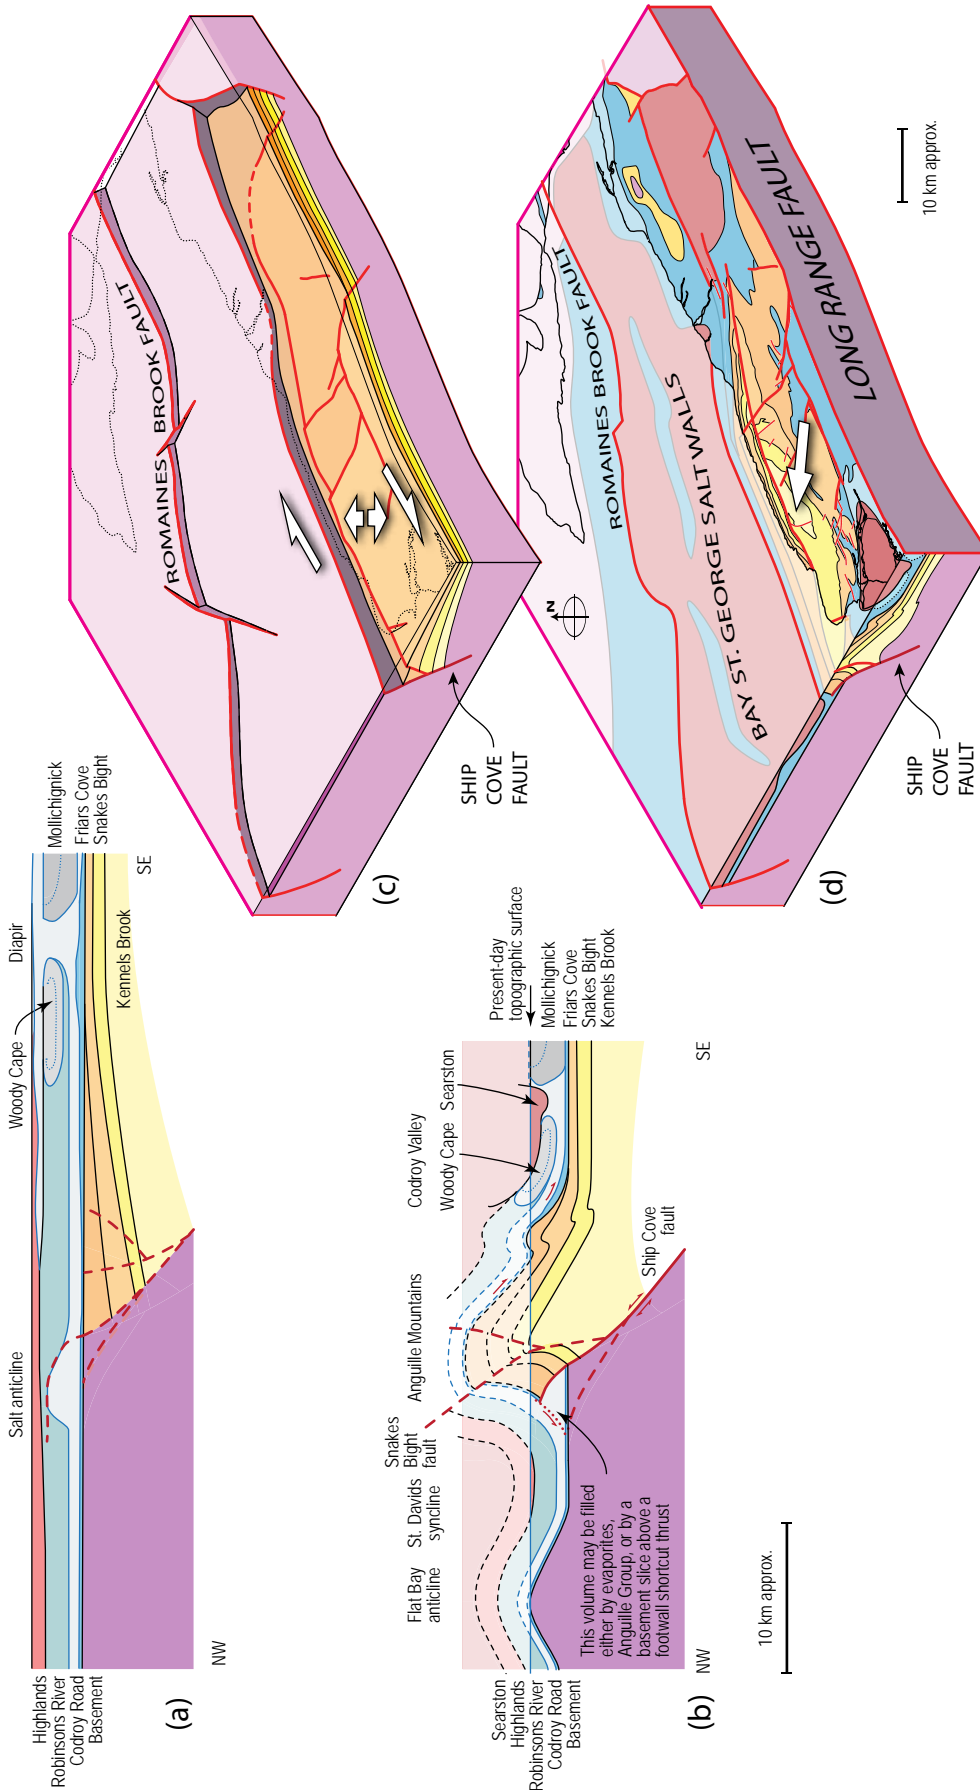 Salt anticline
Woody Cape
Diapir
Highlands
Robinsons River
Codroy Road
Basement
Mollichignick
Friars Cove
Snakes Bight
Kennels Brook
NW
SE
(a)
Flat Bay
anticline
St. Davids
syncline
Snakes
Bight
fault
Anguille Mountains
Codroy Valley
Woody Cape
Searston
Present-day
topographic surface
Searston
Highlands
Robinsons River
Codroy Road
Basement
Mollichignick
Friars Cove
Snakes Bight
Kennels Brook
Ship Cove
fault
This volume may be filled
either by evaporites,
Anguille Group, or by a
basement slice above a
footwall shortcut thrust
NW
SE
(b)
10 km approx.
ROMAINES BROOK FAULT
SHIP
COVE
FAULT
(c)
N
ROMAINES BROOK FAULT
BAY ST. GEORGE SALT WALLS
LONG RANGE FAULT
SHIP
COVE
FAULT
(d)
10 km approx.